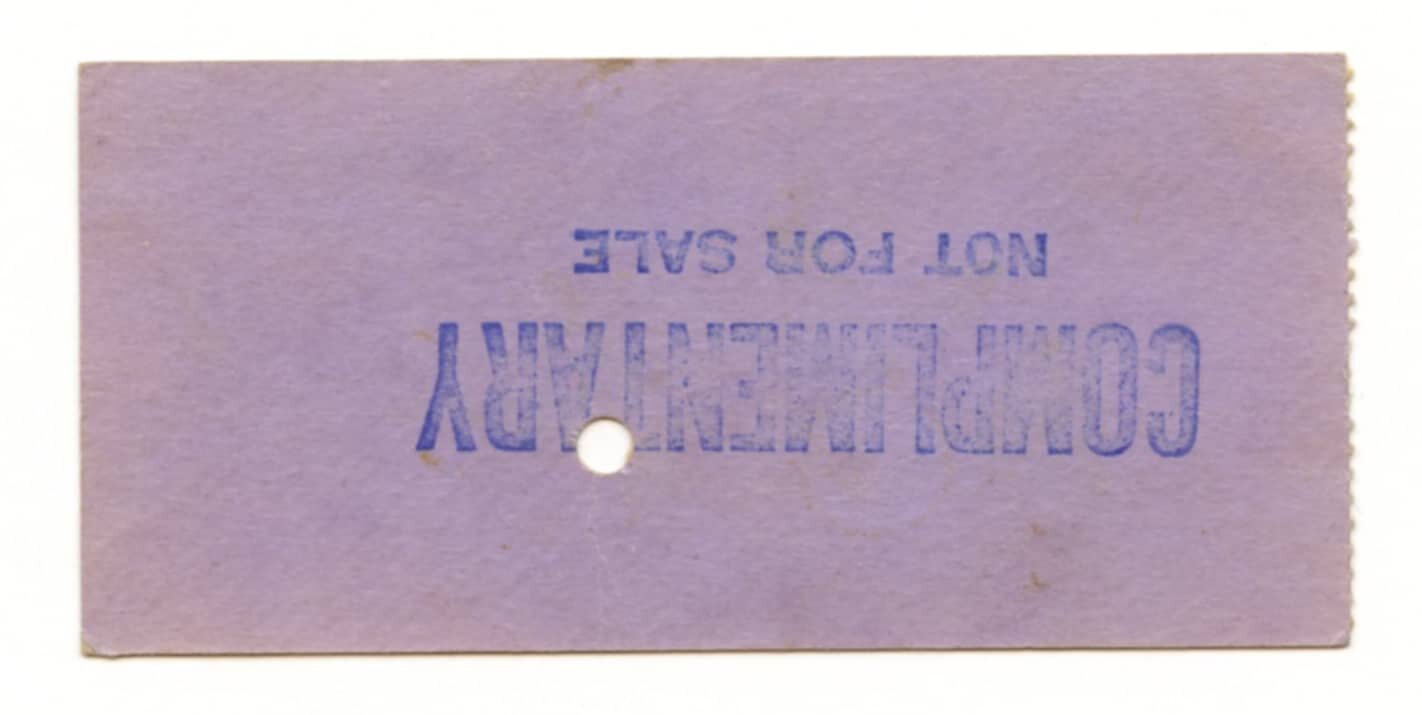 COMPLIMENTARY
NOT FOR SALE